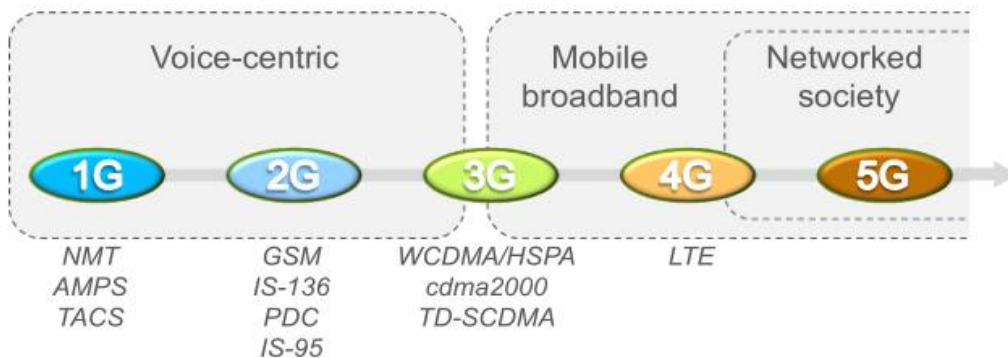 Voice-centric
Mobile
broadband
Networked
society
1G
2G
3G
4G
5G
NMT
AMPS
TACS
GSM
IS-136
PDC
IS-95
WCDMA/HSPA
cdma2000
TD-SCDMA
LTE